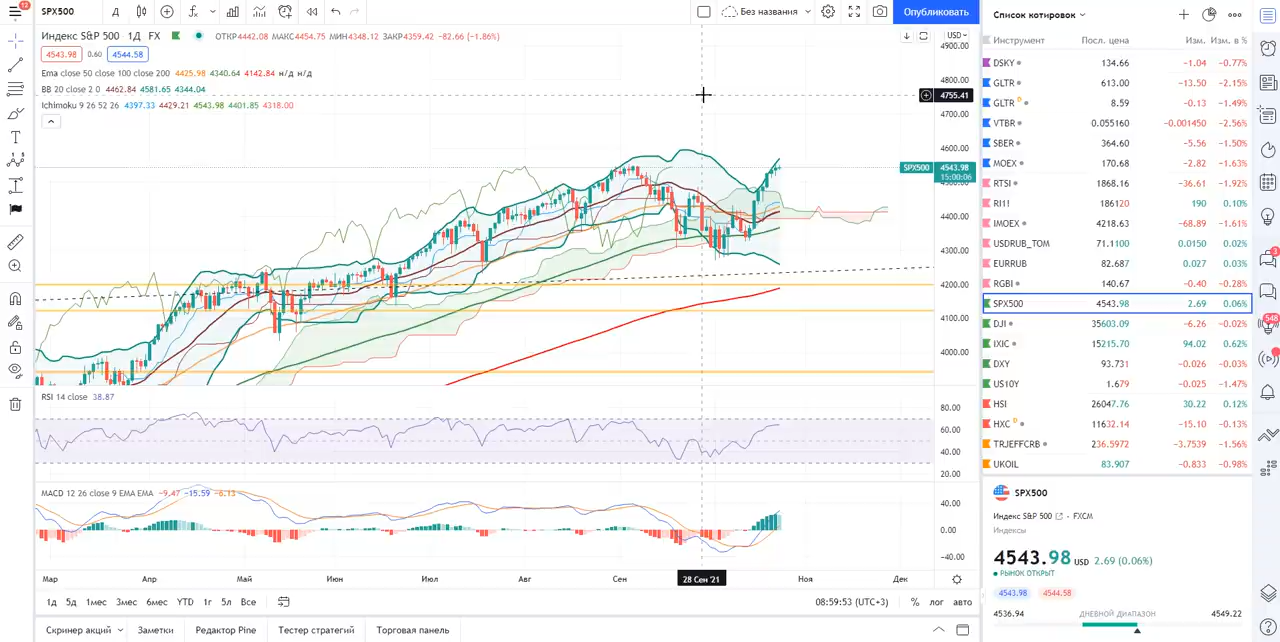 13
SPX500
Д
Без названия
Опубликовать
Индекс S&P 500 1Д FX
ОТКР4442.08 МАКС4454.75 МИН4348.12 ЗАКР4359.42 −82.66 (−1.86%)
4543.98 0.60 4544.58
Ema close 50 close 100 close 200 4425.98 4340.64 4142.84 н/д н/д
BB 20 close 2 0 4462.84 4581.65 4344.04
Ichimoku 9 26 52 26 4397.33 4429.21 4543.98 4401.85 4318.00
USD
4900.00
4800.00
4755.41
4700.00
4600.00
SPX500 4543.98
15:00:06
4400.00
4300.00
4200.00
4100.00
4000.00
RSI 14 close 38.87
80.00
60.00
40.00
20.00
MACD 12 26 close 9 EMA EMA −9.47 −15.59 −6.13
40.00
0.00
−40.00
Мар Апр Май Июн Июл Авг Сен 28 Сен '21 Ноя Дек
1д 5д 1мес 3мес 6мес YTD 1г 5л Все
08:59:53 (UTC+3) % лог авто
Скринер акций Заметки Редактор Pine Тестер стратегий Торговая панель
Список котировок
Инструмент Посл. цена Изм. Изм. в %
DSKY 134.66 −1.04 −0.77%
GLTR 613.00 −13.50 −2.15%
GLTR D 8.59 −0.13 −1.49%
VTBR 0.055160 −0.001450 −2.56%
SBER 364.60 −5.56 −1.50%
MOEX 170.68 −2.82 −1.63%
RTSI 1868.16 −36.61 −1.92%
RI1! 186120 190 0.10%
IMOEX 4218.63 −68.89 −1.61%
USDRUB_TOM 71.1100 0.0150 0.02%
EURRUB 82.687 0.027 0.03%
RGBI 140.67 −0.40 −0.28%
SPX500 4543.98 2.69 0.06%
DJI 35603.09 −6.26 −0.02%
IXIC 15215.70 94.02 0.62%
DXY 93.731 −0.026 −0.03%
US10Y 1.679 −0.025 −1.47%
HSI 26047.76 30.22 0.12%
HXC D 11632.14 −15.10 −0.13%
TRJEFFCRB 236.5972 −3.7539 −1.56%
UKOIL 83.907 −0.833 −0.98%
SPX500
Индекс S&P 500 · FXCM
Индексы
4543.98 USD 2.69 (0.06%)
РЫНОК ОТКРЫТ
4543.98 4544.58
4536.94 ДНЕВНОЙ ДИАПАЗОН 4549.22
3
548